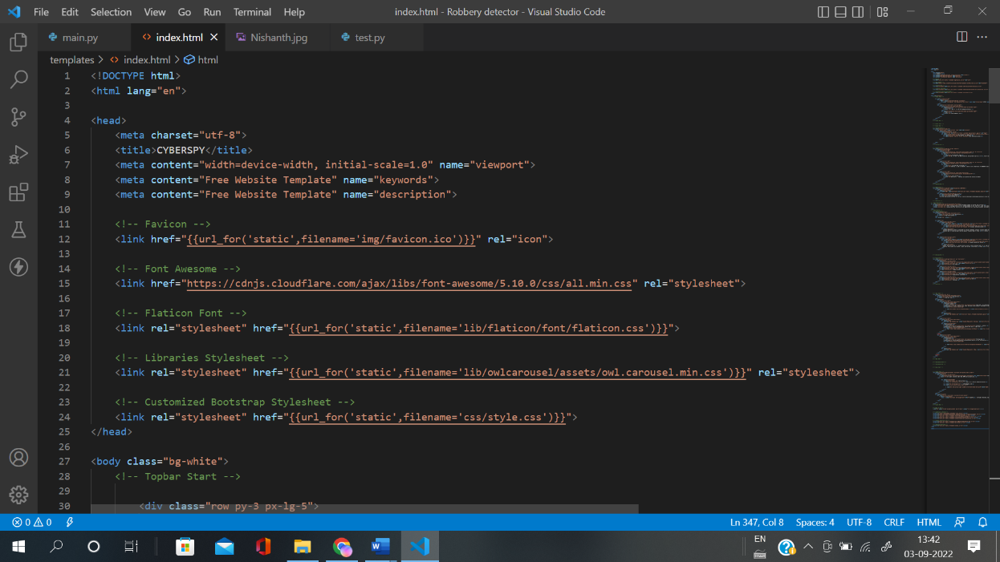 File Edit Selection View Go Run Terminal Help index.html - Robbery detector - Visual Studio Code
main.py index.html Nishanth.jpg test.py
templates > index.html > html
1 <!DOCTYPE html>
2 <html lang="en">
3
4 <head>
5 <meta charset="utf-8">
6 <title>CYBERSPY</title>
7 <meta content="width=device-width, initial-scale=1.0" name="viewport">
8 <meta content="Free Website Template" name="keywords">
9 <meta content="Free Website Template" name="description">
10
11 <!-- Favicon -->
12 <link href="{{url_for('static',filename='img/favicon.ico')}}" rel="icon">
13
14 <!-- Font Awesome -->
15 <link href="https://cdnjs.cloudflare.com/ajax/libs/font-awesome/5.10.0/css/all.min.css" rel="stylesheet">
16
17 <!-- Flaticon Font -->
18 <link rel="stylesheet" href="{{url_for('static',filename='lib/flaticon/font/flaticon.css')}}">
19
20 <!-- Libraries Stylesheet -->
21 <link rel="stylesheet" href="{{url_for('static',filename='lib/owlcarousel/assets/owl.carousel.min.css')}}" rel="stylesheet">
22
23 <!-- Customized Bootstrap Stylesheet -->
24 <link rel="stylesheet" href="{{url_for('static',filename='css/style.css')}}">
25 </head>
26
27 <body class="bg-white">
28 <!-- Topbar Start -->
29
30 <div class="row py-3 px-lg-5">
0 0 Ln 347, Col 8 Spaces: 4 UTF-8 CRLF HTML
EN 13:42
03-09-2022